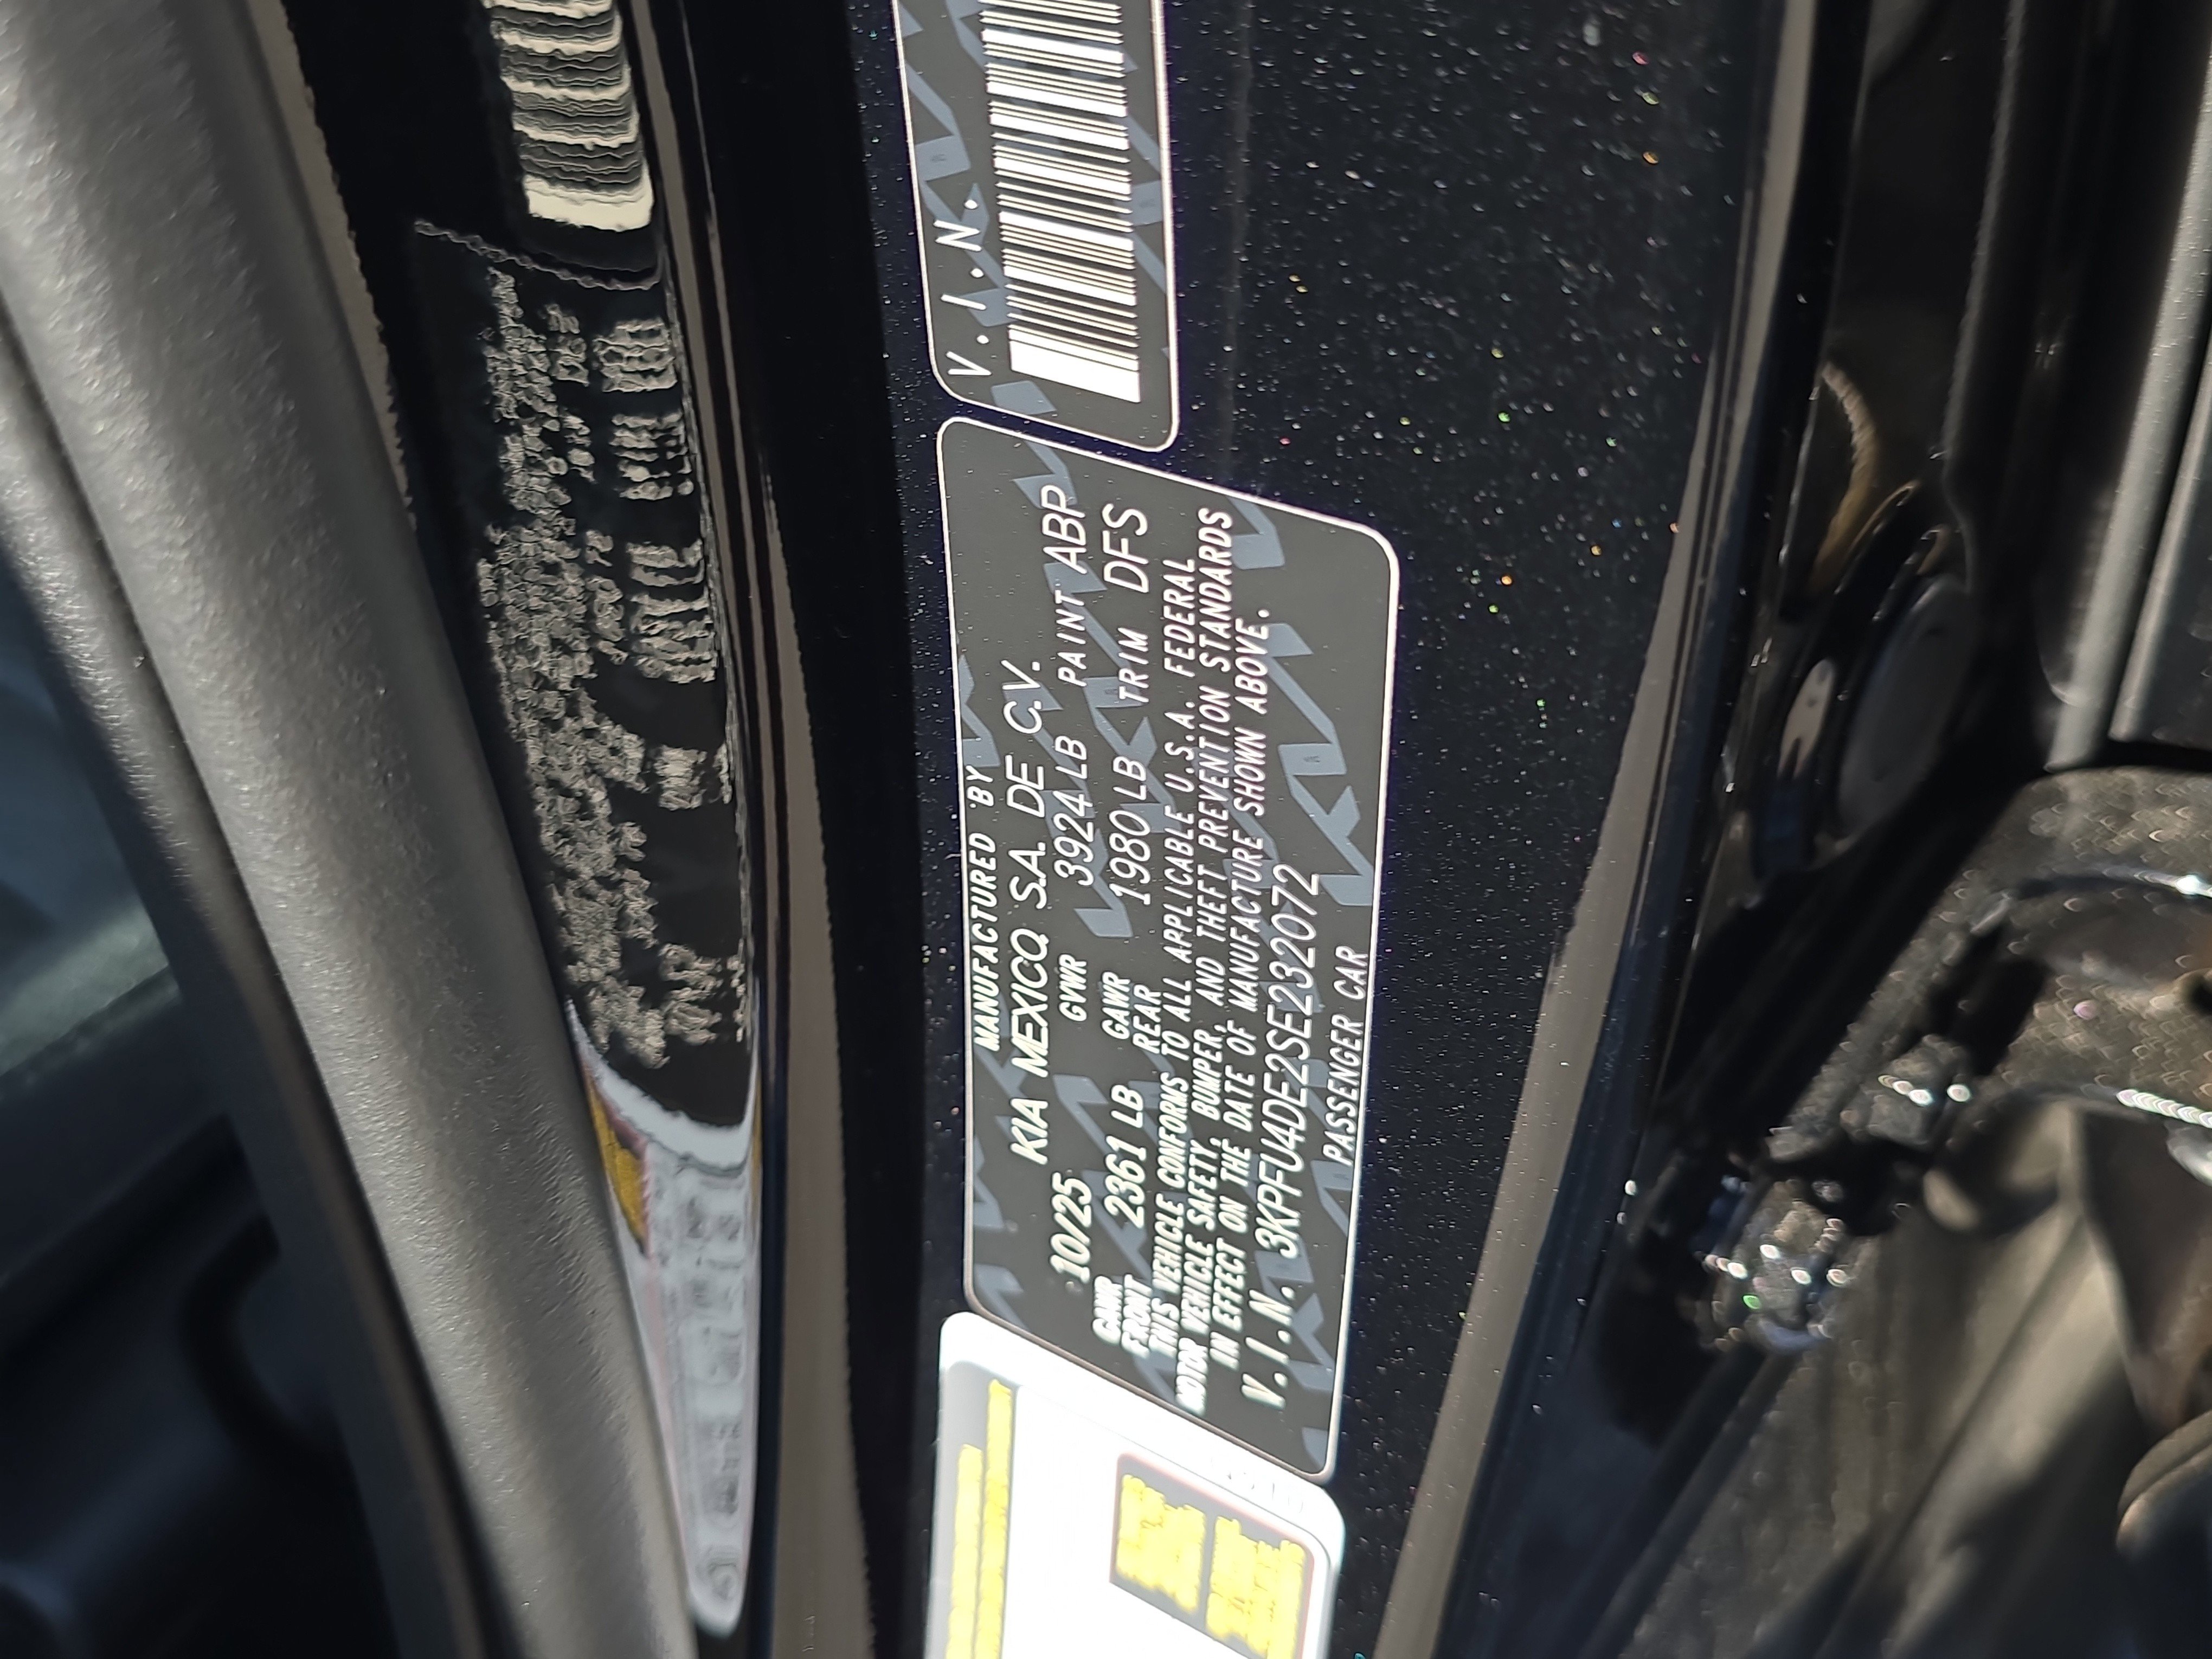 MANUFACTURED BY
KIA MEXICO, S.A. DE C.V.
10/25 GVWR 3924 LB PAINT ABP
GAWR FRONT 2361 LB GAWR REAR 1980 LB TRIM DFS
THIS VEHICLE CONFORMS TO ALL APPLICABLE U.S.A. FEDERAL
MOTOR VEHICLE SAFETY, BUMPER, AND THEFT PREVENTION STANDARDS
IN EFFECT ON THE DATE OF MANUFACTURE SHOWN ABOVE.
V.I.N. 3KPFU4DE2SE232072
PASSENGER CAR
V.I.N.